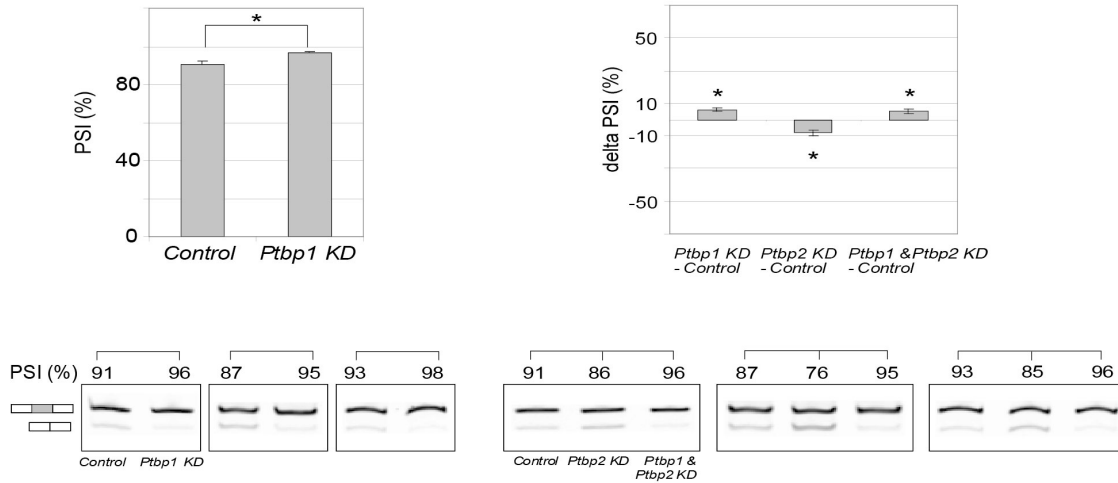 *
PSI (%)
80
40
0
Control Ptbp1 KD
delta PSI (%)
50
10
-10
-50
* * *
Ptbp1 KD Ptbp2 KD Ptbp1 &Ptbp2 KD
- Control - Control - Control
PSI (%) 91 96 87 95 93 98 91 86 96 87 76 95 93 85 96
Control Ptbp1 KD Control Ptbp2 KD Ptbp1 &
Ptbp2 KD